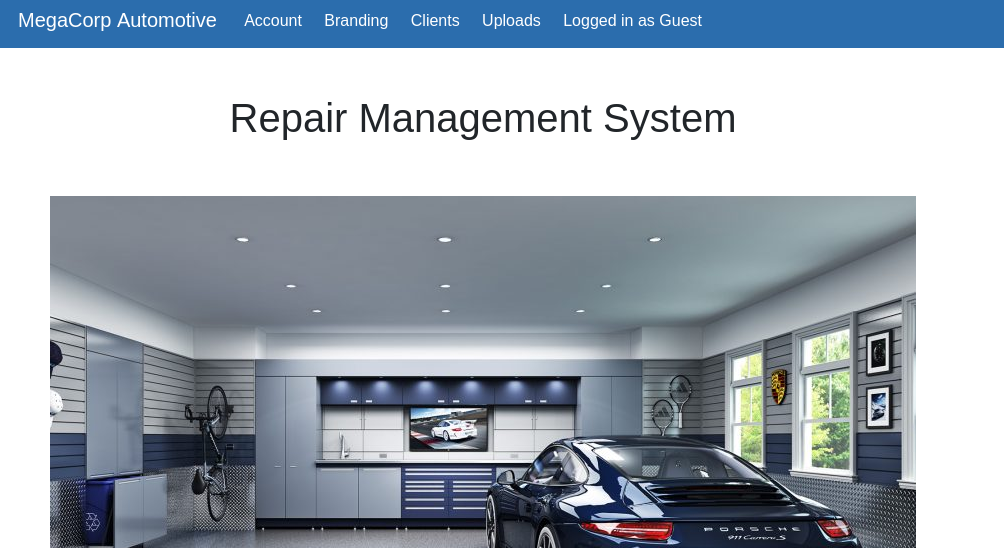 MegaCorp Automotive Account Branding Clients Uploads Logged in as Guest
Repair Management System
PORSCHE
911 Carrera S